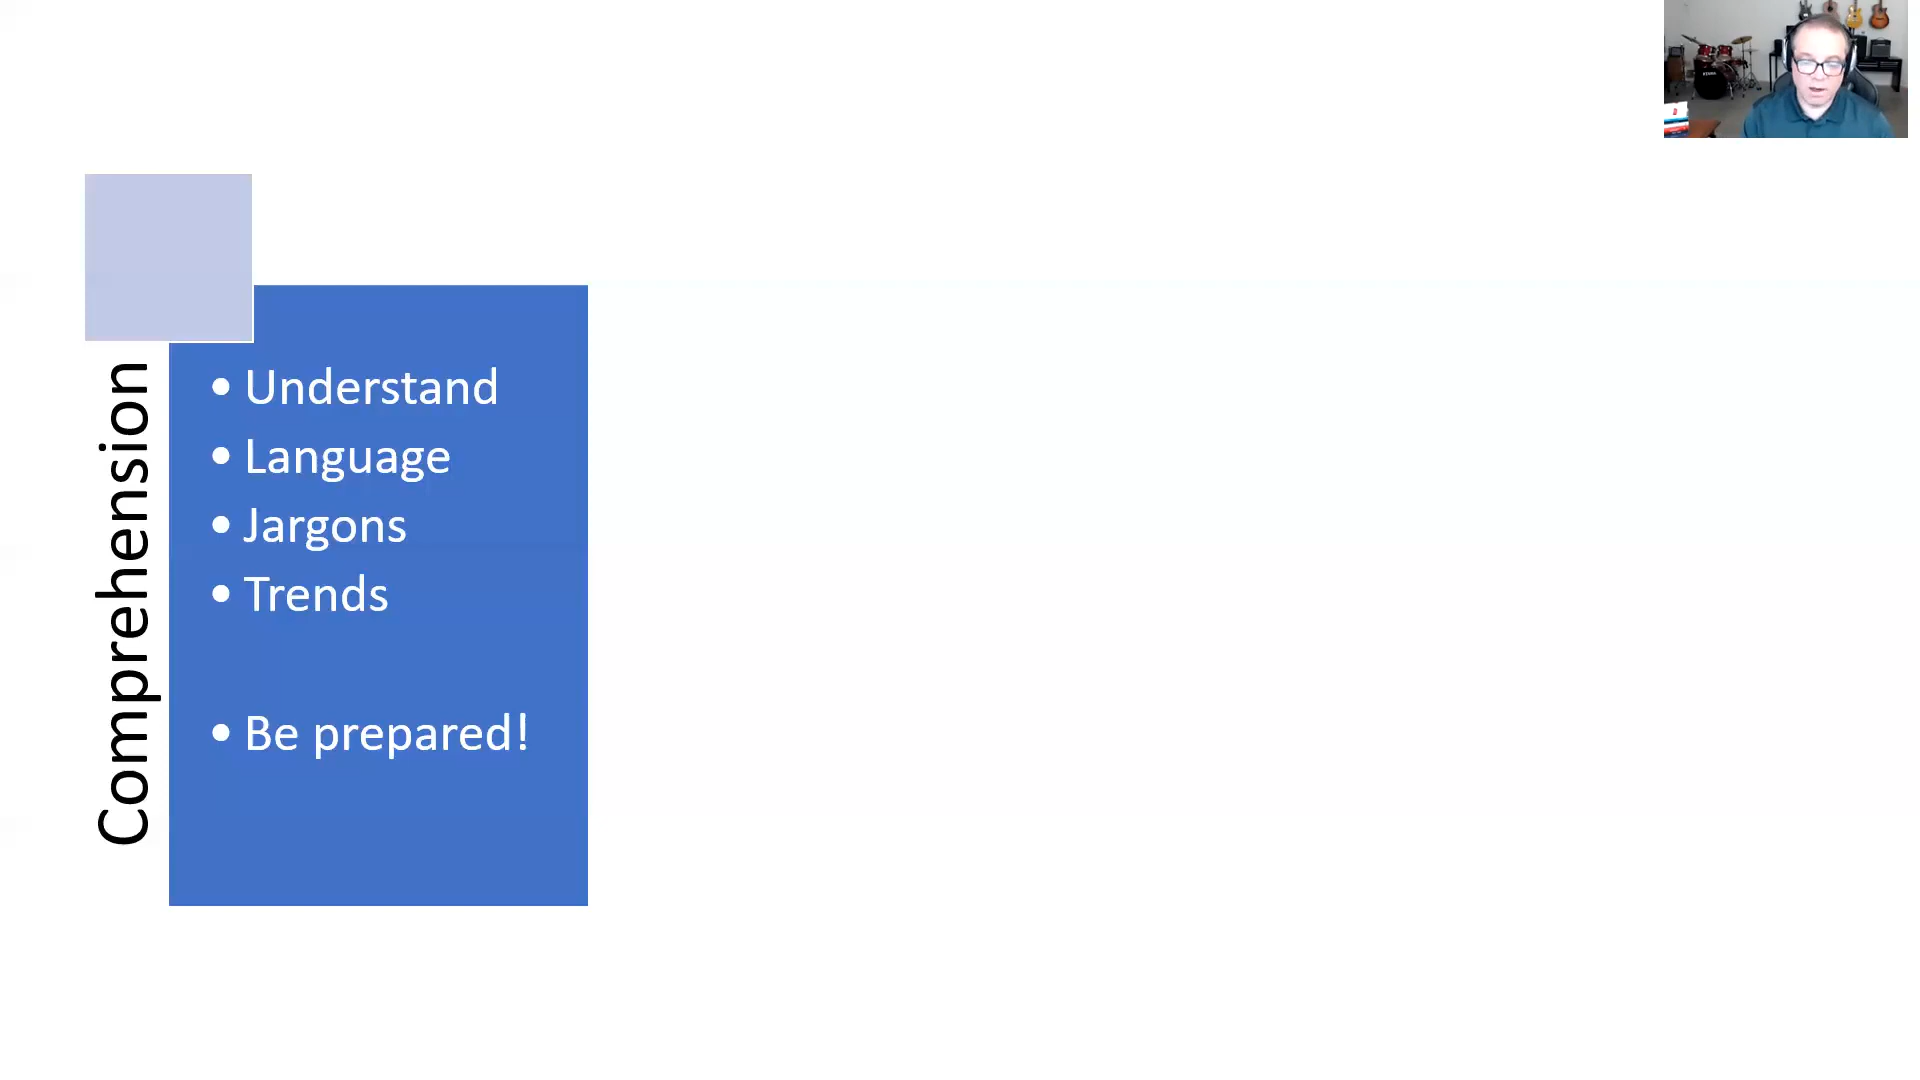 Comprehension
• Understand
• Language
• Jargons
• Trends
• Be prepared!